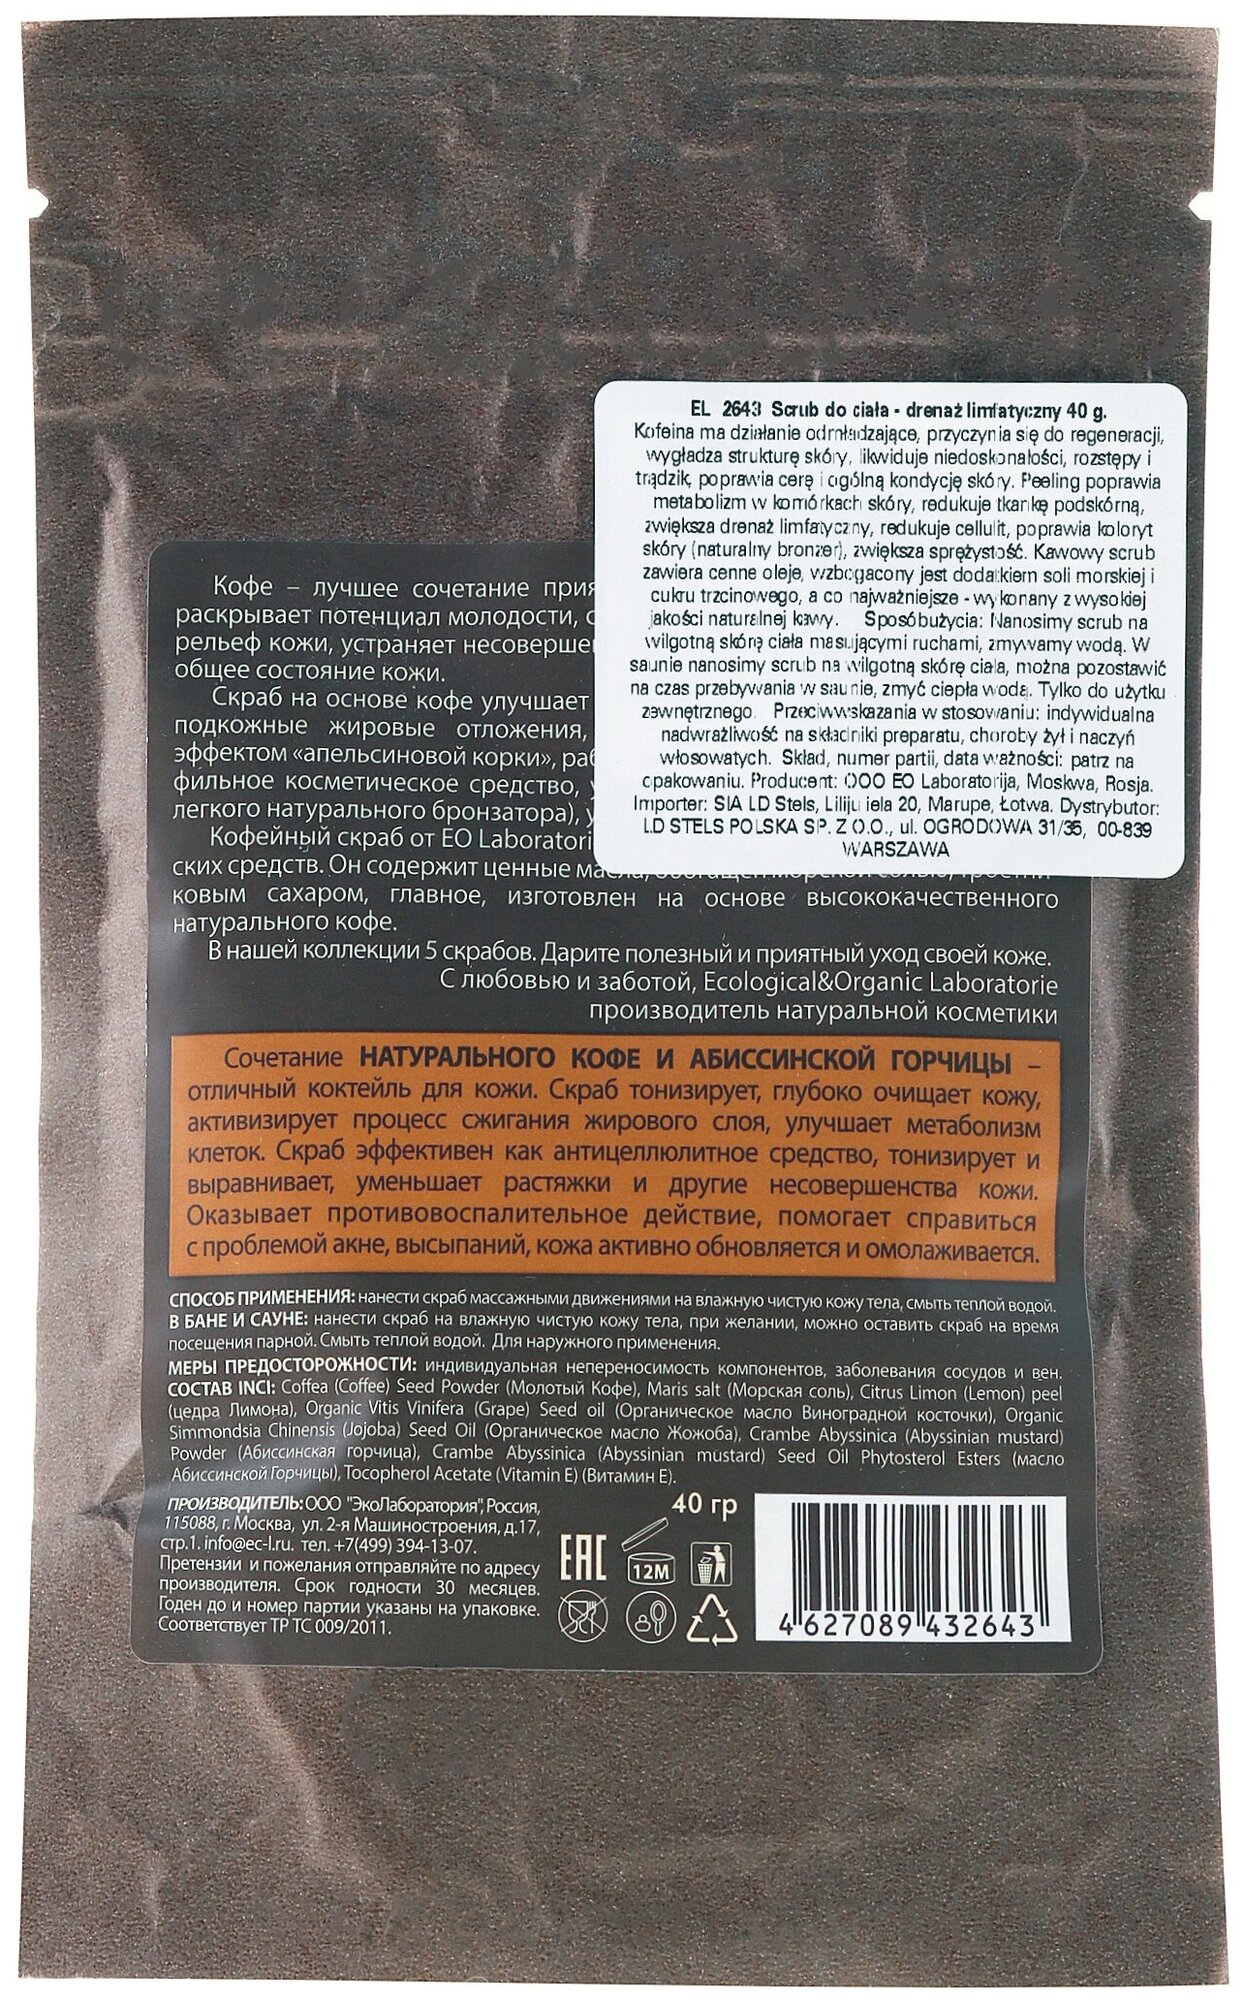 EL 2643 Scrub do ciała - drenaż limfatyczny 40 g.
Kofeina ma działanie odmładzające, przyczynia się do regeneracji,
wygładza strukturę skóry, likwiduje niedoskonałości, rozstępy i
trądzik, poprawia cerę i ogólną kondycję skóry. Peeling poprawia
metabolizm w komórkach skóry, redukuje tkankę podskórną,
zwiększa drenaż limfatyczny, redukuje cellulit, poprawia koloryt
skóry (naturalny bronzer), zwiększa sprężystość. Kawowy scrub
zawiera cenne oleje, wzbogacony jest dodatkiem soli morskiej i
cukru trzcinowego, a co najważniejsze - wykonany z wysokiej
jakości naturalnej kawy. Sposób użycia: Nanosimy scrub na
wilgotną skórę ciała masującymi ruchami, zmywamy wodą. W
saunie nanosimy scrub na wilgotną skórę ciała, można pozostawić
na czas przebywania w saunie, zmyć ciepła woda. Tylko do użytku
zewnętrznego. Przeciwwskazania w stosowaniu: indywidualna
nadwrażliwość na składniki preparatu, choroby żył i naczyń
włosowatych. Skład, numer partii, data ważności: patrz na
opakowaniu. Producent: OOO EO Laboratorija, Moskwa, Rosja.
Importer: SIA LD Stels, Liliju iela 20, Marupe, Łotwa. Dystrybutor:
LD STELS POLSKA SP. Z O.O., ul. OGRODOWA 31/35, 00-839
WARSZAWA
Кофе – лучшее сочетание
раскрывает потенциал молодости,
рельеф кожи, устраняет
общее состояние кожи.
Скраб на основе кофе улучшает
подкожные жировые отложения,
эффектом «апельсиновой корки»,
фильное косметическое средство,
легкого натурального бронзатора),
Кофейный скраб от EO
ских средств. Он содержит ценные масла, обогащен морской солью,
ковым сахаром, главное, изготовлен на основе высококачественного
натурального кофе.
В нашей коллекции 5 скрабов. Дарите полезный и приятный уход своей коже.
С любовью и заботой, Ecological&Organic Laboratorie
производитель натуральной косметики
Сочетание НАТУРАЛЬНОГО КОФЕ И АБИССИНСКОЙ ГОРЧИЦЫ –
отличный коктейль для кожи. Скраб тонизирует, глубоко очищает кожу,
активизирует процесс сжигания жирового слоя, улучшает метаболизм
клеток. Скраб эффективен как антицеллюлитное средство, тонизирует и
выравнивает, уменьшает растяжки и другие несовершенства кожи.
Оказывает противовоспалительное действие, помогает справиться
с проблемой акне, высыпаний, кожа активно обновляется и омолаживается.
СПОСОБ ПРИМЕНЕНИЯ: нанести скраб массажными движениями на влажную чистую кожу тела, смыть теплой водой.
В БАНЕ И САУНЕ: нанести скраб на влажную чистую кожу тела, при желании, можно оставить скраб на время
посещения парной. Смыть теплой водой. Для наружного применения.
МЕРЫ ПРЕДОСТОРОЖНОСТИ: индивидуальная непереносимость компонентов, заболевания сосудов и вен.
СОСТАВ INCI: Coffea (Coffee) Seed Powder (Молотый Кофе), Maris salt (Морская соль), Citrus Limon (Lemon) peel
(цедра Лимона), Organic Vitis Vinifera (Grape) Seed oil (Органическое масло Виноградной косточки), Organic
Simmondsia Chinensis (Jojoba) Seed Oil (Органическое масло Жожоба), Crambe Abyssinica (Abyssinian mustard)
Powder (Абиссинская горчица), Crambe Abyssinica (Abyssinian mustard) Seed Oil Phytosterol Esters (масло
Абиссинской Горчицы), Tocopherol Acetate (Vitamin E) (Витамин Е).
ПРОИЗВОДИТЕЛЬ: ООО "ЭкоЛаборатория", Россия,
115088, г. Москва, ул. 2-я Машиностроения, д.17,
стр.1. info@ec-l.ru. тел. +7(499) 394-13-07.
Претензии и пожелания отправляйте по адресу
производителя. Срок годности 30 месяцев.
Годен до и номер партии указаны на упаковке.
Соответствует ТР ТС 009/2011.
40 гр
EAC
12M
4 627089 432643